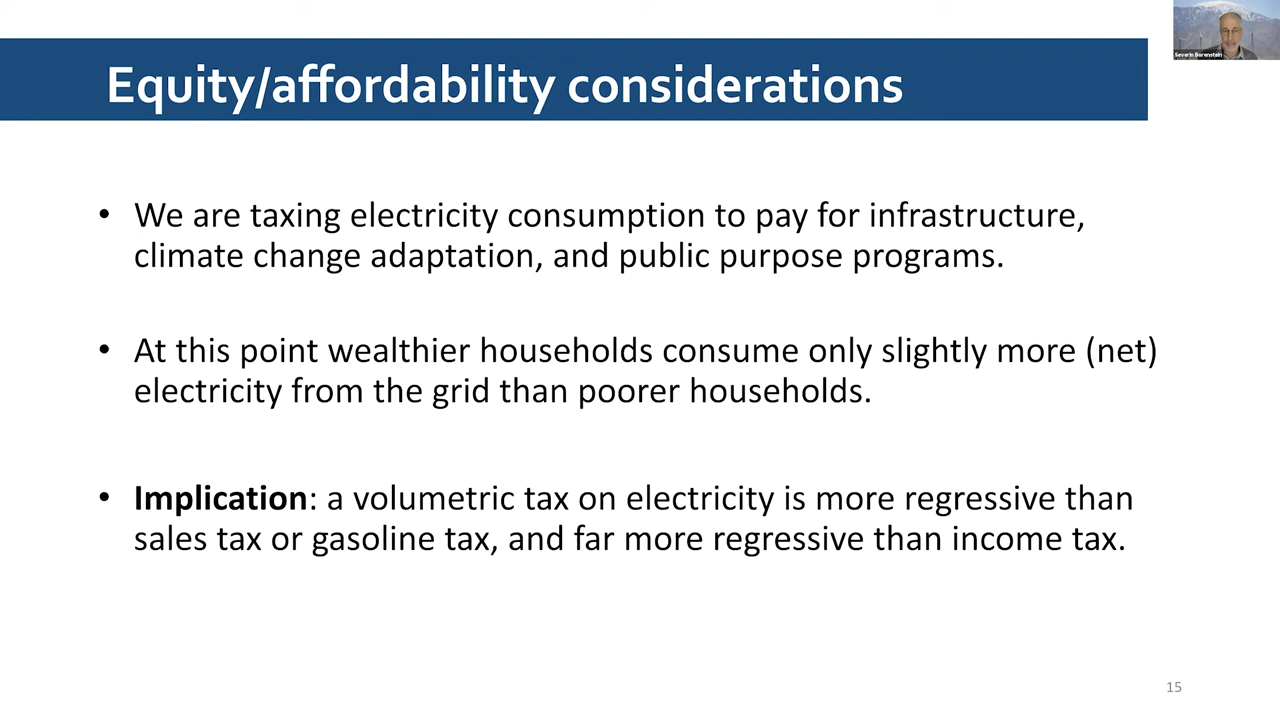 Severin Borenstein
Equity/affordability considerations
• We are taxing electricity consumption to pay for infrastructure,
climate change adaptation, and public purpose programs.
• At this point wealthier households consume only slightly more (net)
electricity from the grid than poorer households.
• Implication: a volumetric tax on electricity is more regressive than
sales tax or gasoline tax, and far more regressive than income tax.
15